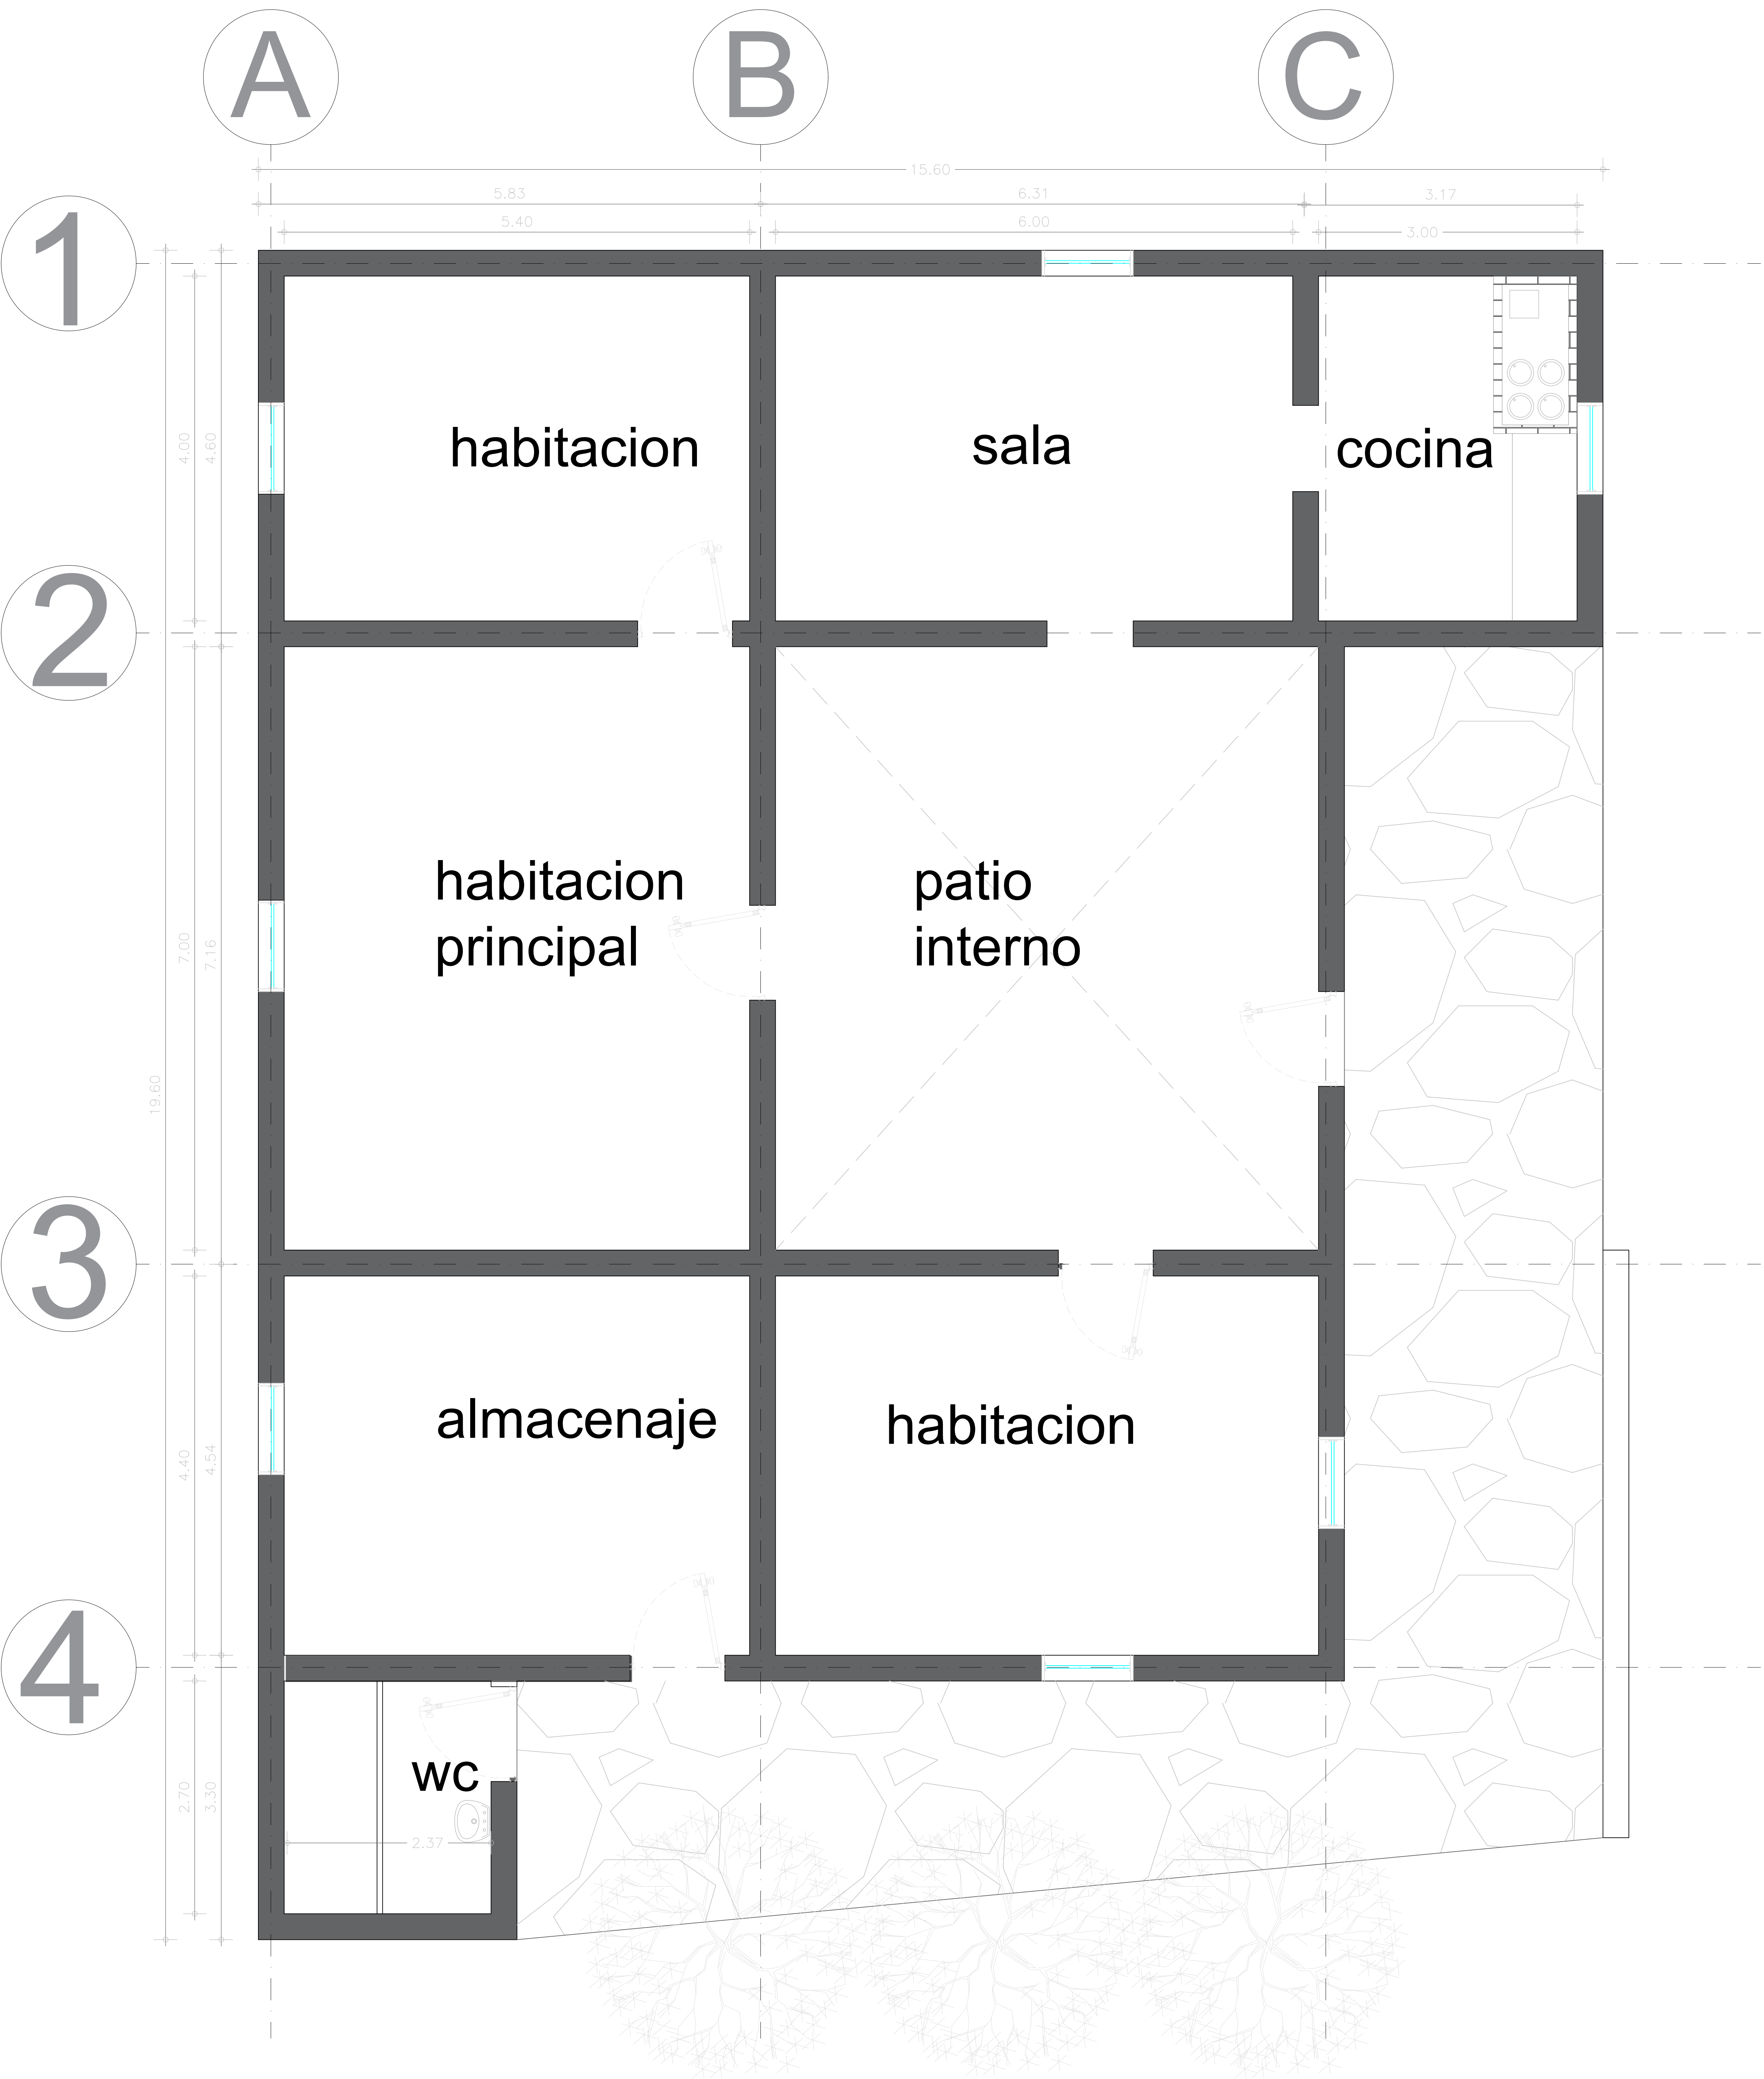 A
B
C
15.60
5.83
6.31
3.17
5.40
6.00
3.00
1
habitacion
sala
cocina
4.00
4.60
2
habitacion
principal
patio
interno
7.00
7.16
19.60
3
almacenaje
habitacion
4.40
4.54
4
wc
2.70
3.30
2.37